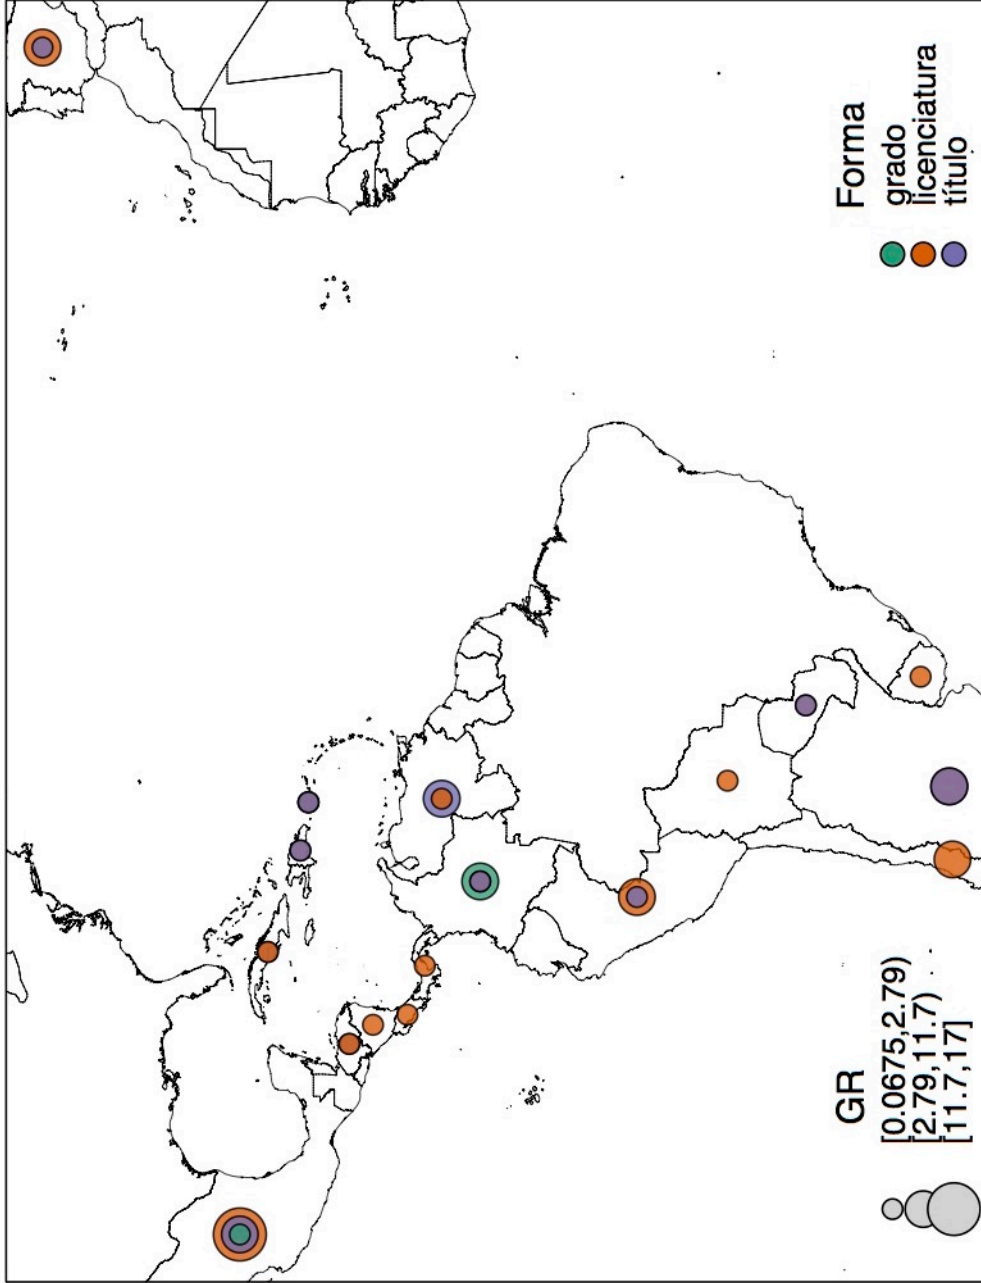 GR
[0.0675,2.79)
[2.79,11.7)
[11.7,17]
Forma
grado
licenciatura
título